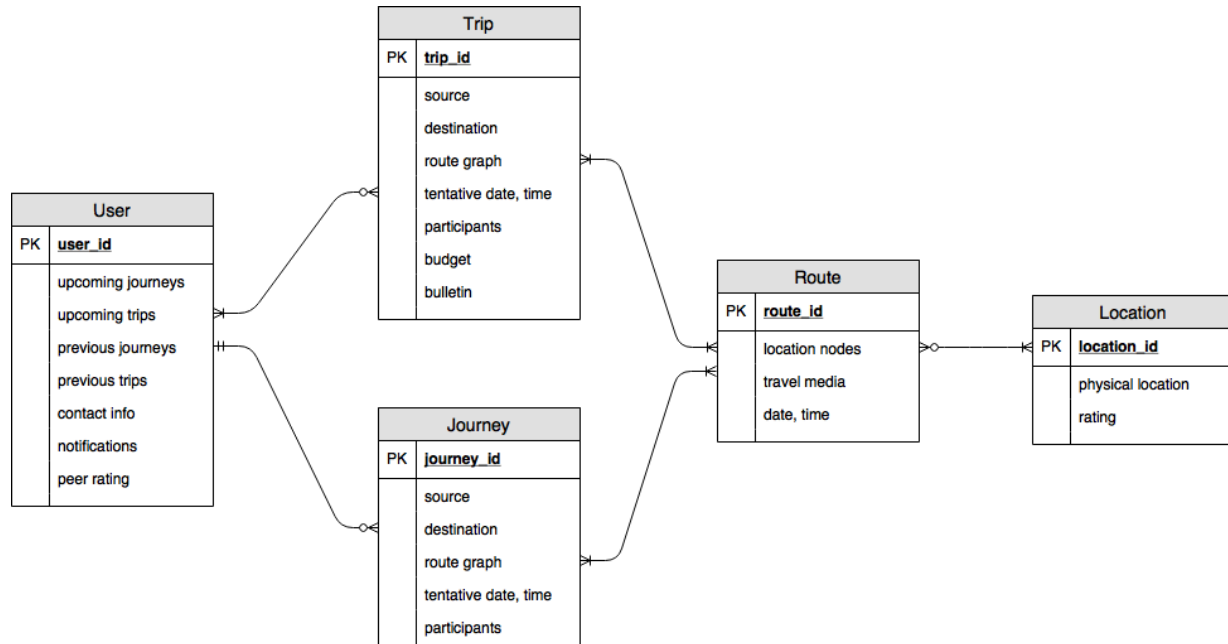 Trip
PK trip_id
source
destination
route graph
tentative date, time
participants
budget
bulletin
User
PK user_id
upcoming journeys
upcoming trips
previous journeys
previous trips
contact info
notifications
peer rating
Journey
PK journey_id
source
destination
route graph
tentative date, time
participants
Route
PK route_id
location nodes
travel media
date, time
Location
PK location_id
physical location
rating